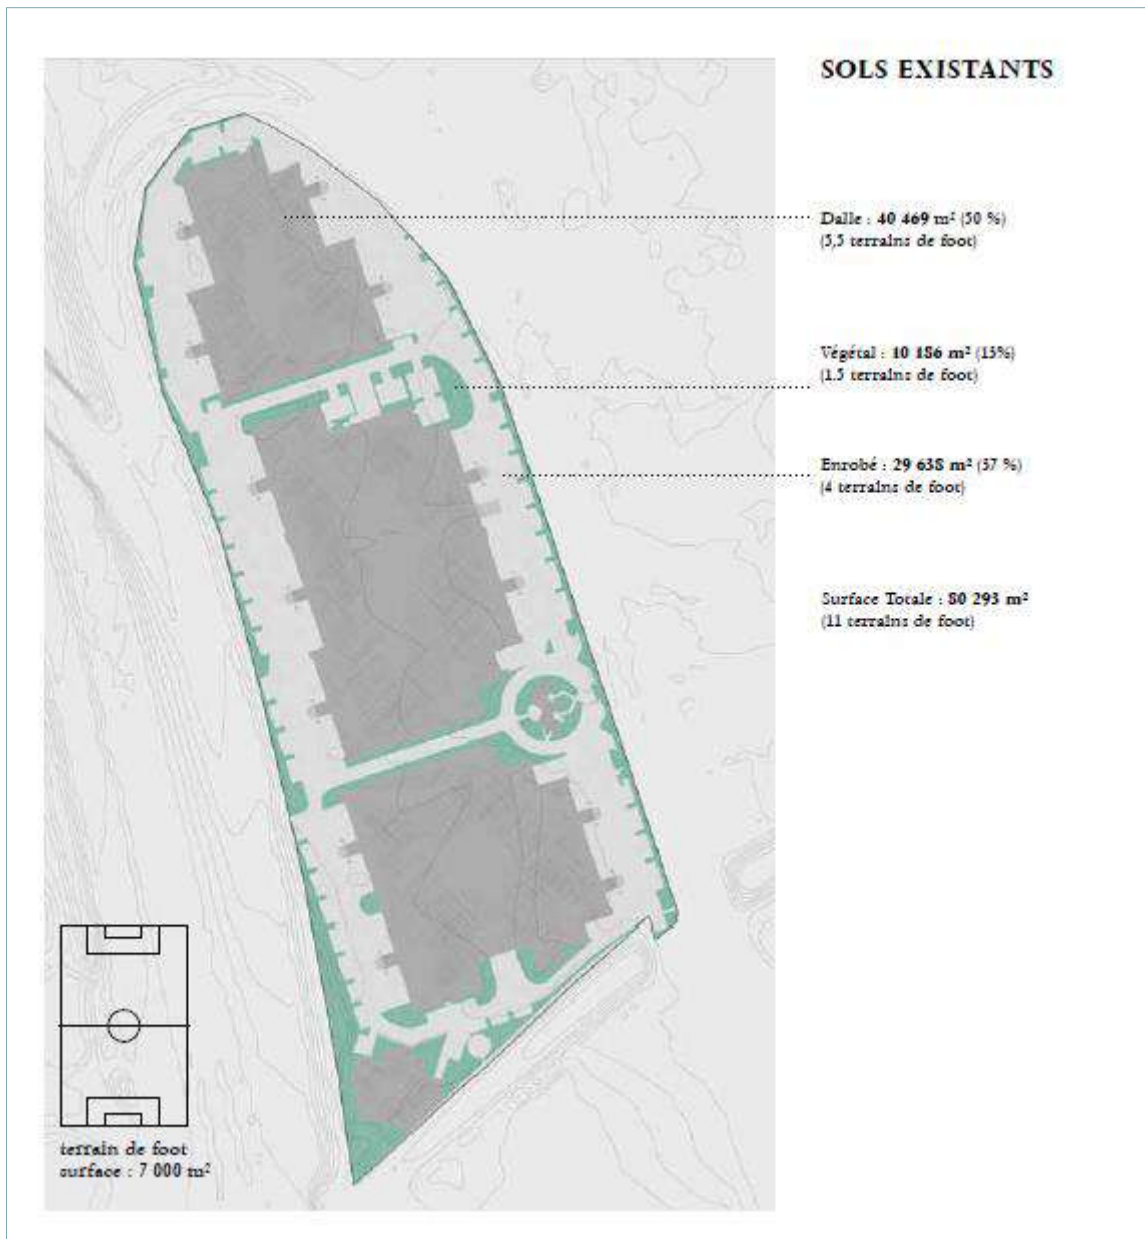 SOLS EXISTANTS
Dalle : 40 469 m² (50 %)
(5,5 terrains de foot)
Végétal : 10 186 m² (13%)
(1.5 terrains de foot)
Enrobé : 29 638 m² (37 %)
(4 terrains de foot)
Surface Totale : 80 293 m²
(11 terrains de foot)
terrain de foot
surface : 7 000 m²